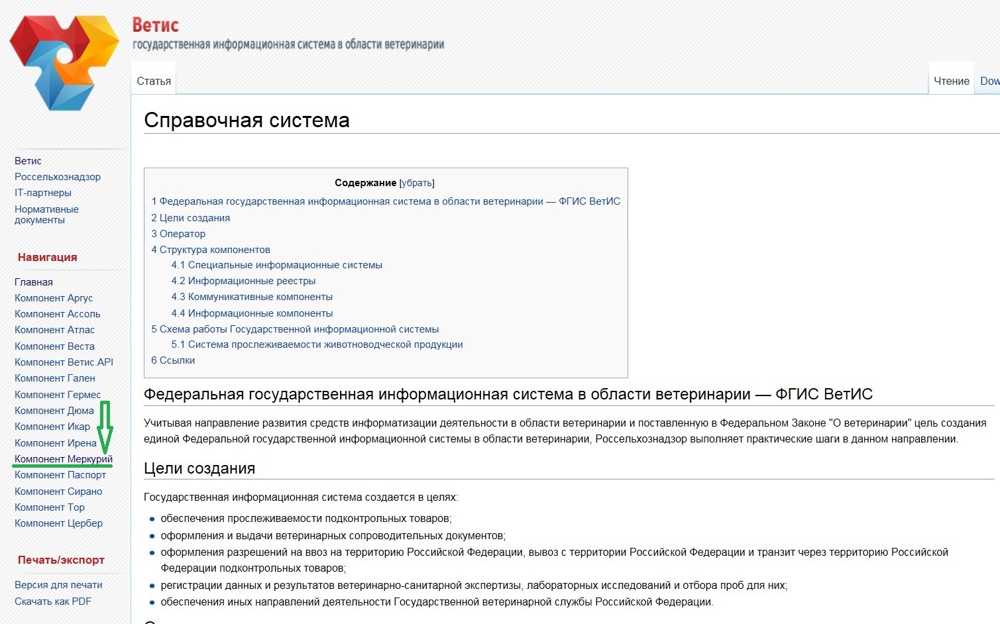 Ветис
государственная информационная система в области ветеринарии
Статья
Чтение
Dow
Справочная система
Ветис
Россельхознадзор
IT-партнеры
Нормативные
документы
Навигация
Главная
Компонент Аргус
Компонент Ассоль
Компонент Атлас
Компонент Веста
Компонент Ветис.API
Компонент Гален
Компонент Гермес
Компонент Дюма
Компонент Икар
Компонент Ирена
Компонент Меркурий
Компонент Паспорт
Компонент Сирано
Компонент Тор
Компонент Цербер
Печать/экспорт
Версия для печати
Скачать как PDF
Содержание [убрать]
1 Федеральная государственная информационная система в области ветеринарии — ФГИС ВетИС
2 Цели создания
3 Оператор
4 Структура компонентов
4.1 Специальные информационные системы
4.2 Информационные реестры
4.3 Коммуникативные компоненты
4.4 Информационные компоненты
5 Схема работы Государственной информационной системы
5.1 Система прослеживаемости животноводческой продукции
6 Ссылки
Федеральная государственная информационная система в области ветеринарии — ФГИС ВетИС
Учитывая направление развития средств информатизации деятельности в области ветеринарии и поставленную в Федеральном Законе "О ветеринарии" цель создания
единой Федеральной государственной информационной системы в области ветеринарии, Россельхознадзор выполняет практические шаги в данном направлении.
Цели создания
Государственная информационная система создается в целях:
обеспечения прослеживаемости подконтрольных товаров;
оформления и выдачи ветеринарных сопроводительных документов;
оформления разрешений на ввоз на территорию Российской Федерации, вывоз с территории Российской Федерации и транзит через территорию Российской
Федерации подконтрольных товаров;
регистрации данных и результатов ветеринарно-санитарной экспертизы, лабораторных исследований и отбора проб для них;
обеспечения иных направлений деятельности Государственной ветеринарной службы Российской Федерации.